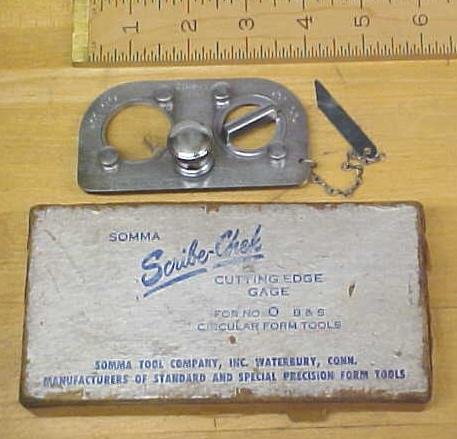 1 2 3 4 5 6
SOMMA
Scribe-Chek
CUTTING EDGE
GAGE
FOR NO. O B & S
CIRCULAR FORM TOOLS
SOMMA TOOL COMPANY, INC. WATERBURY, CONN.
MANUFACTURERS OF STANDARD AND SPECIAL PRECISION FORM TOOLS